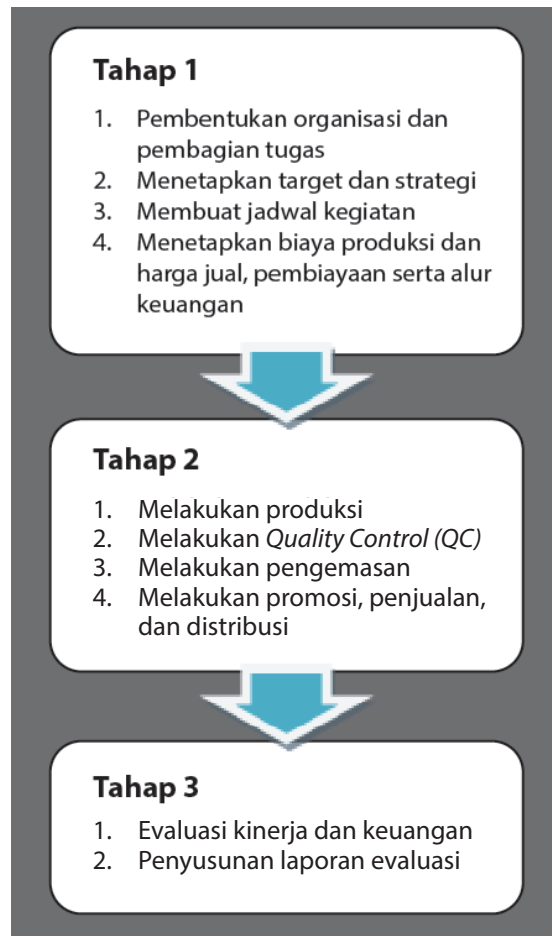 Tahap 1
1. Pembentukan organisasi dan
pembagian tugas
2. Menetapkan target dan strategi
3. Membuat jadwal kegiatan
4. Menetapkan biaya produksi dan
harga jual, pembiayaan serta alur
keuangan
Tahap 2
1. Melakukan produksi
2. Melakukan Quality Control (QC)
3. Melakukan pengemasan
4. Melakukan promosi, penjualan,
dan distribusi
Tahap 3
1. Evaluasi kinerja dan keuangan
2. Penyusunan laporan evaluasi